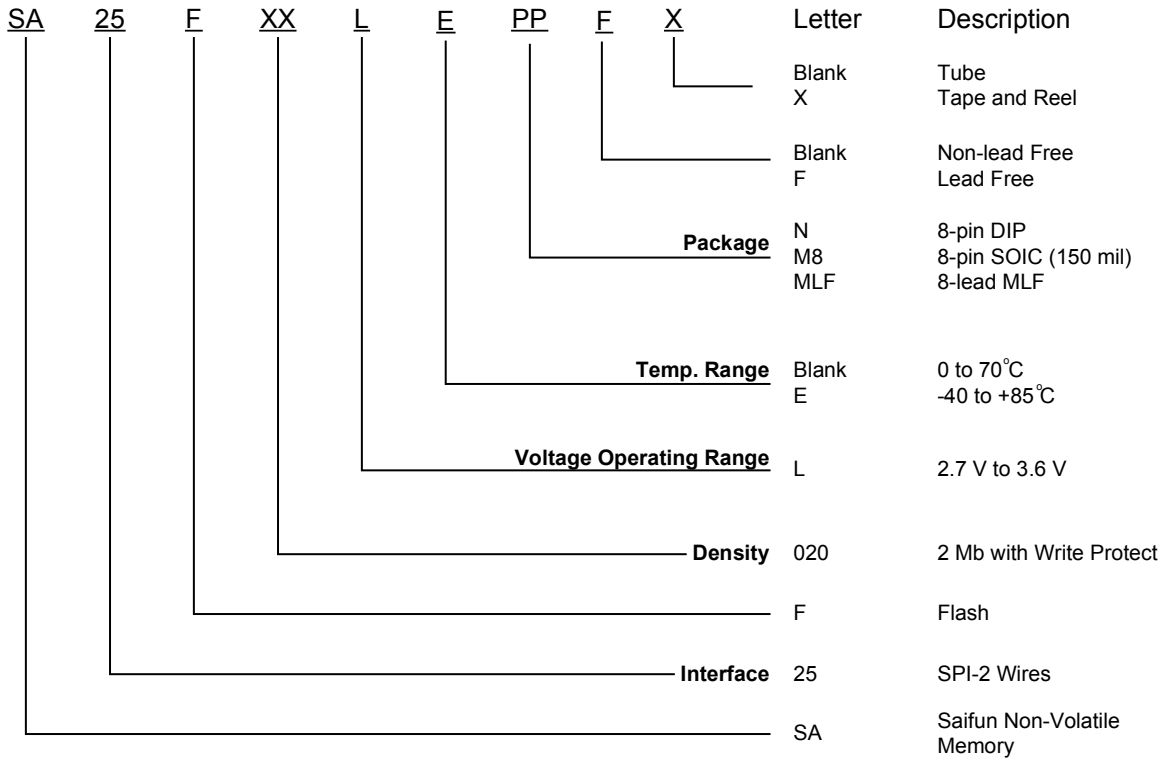 SA 25 F XX L E PP F X Letter Description
Blank Tube
X Tape and Reel
Blank Non-lead Free
F Lead Free
Package N 8-pin DIP
M8 8-pin SOIC (150 mil)
MLF 8-lead MLF
Temp. Range Blank 0 to 70°C
E -40 to +85°C
Voltage Operating Range L 2.7 V to 3.6 V
Density 020 2 Mb with Write Protect
F Flash
Interface 25 SPI-2 Wires
SA Saifun Non-Volatile
Memory